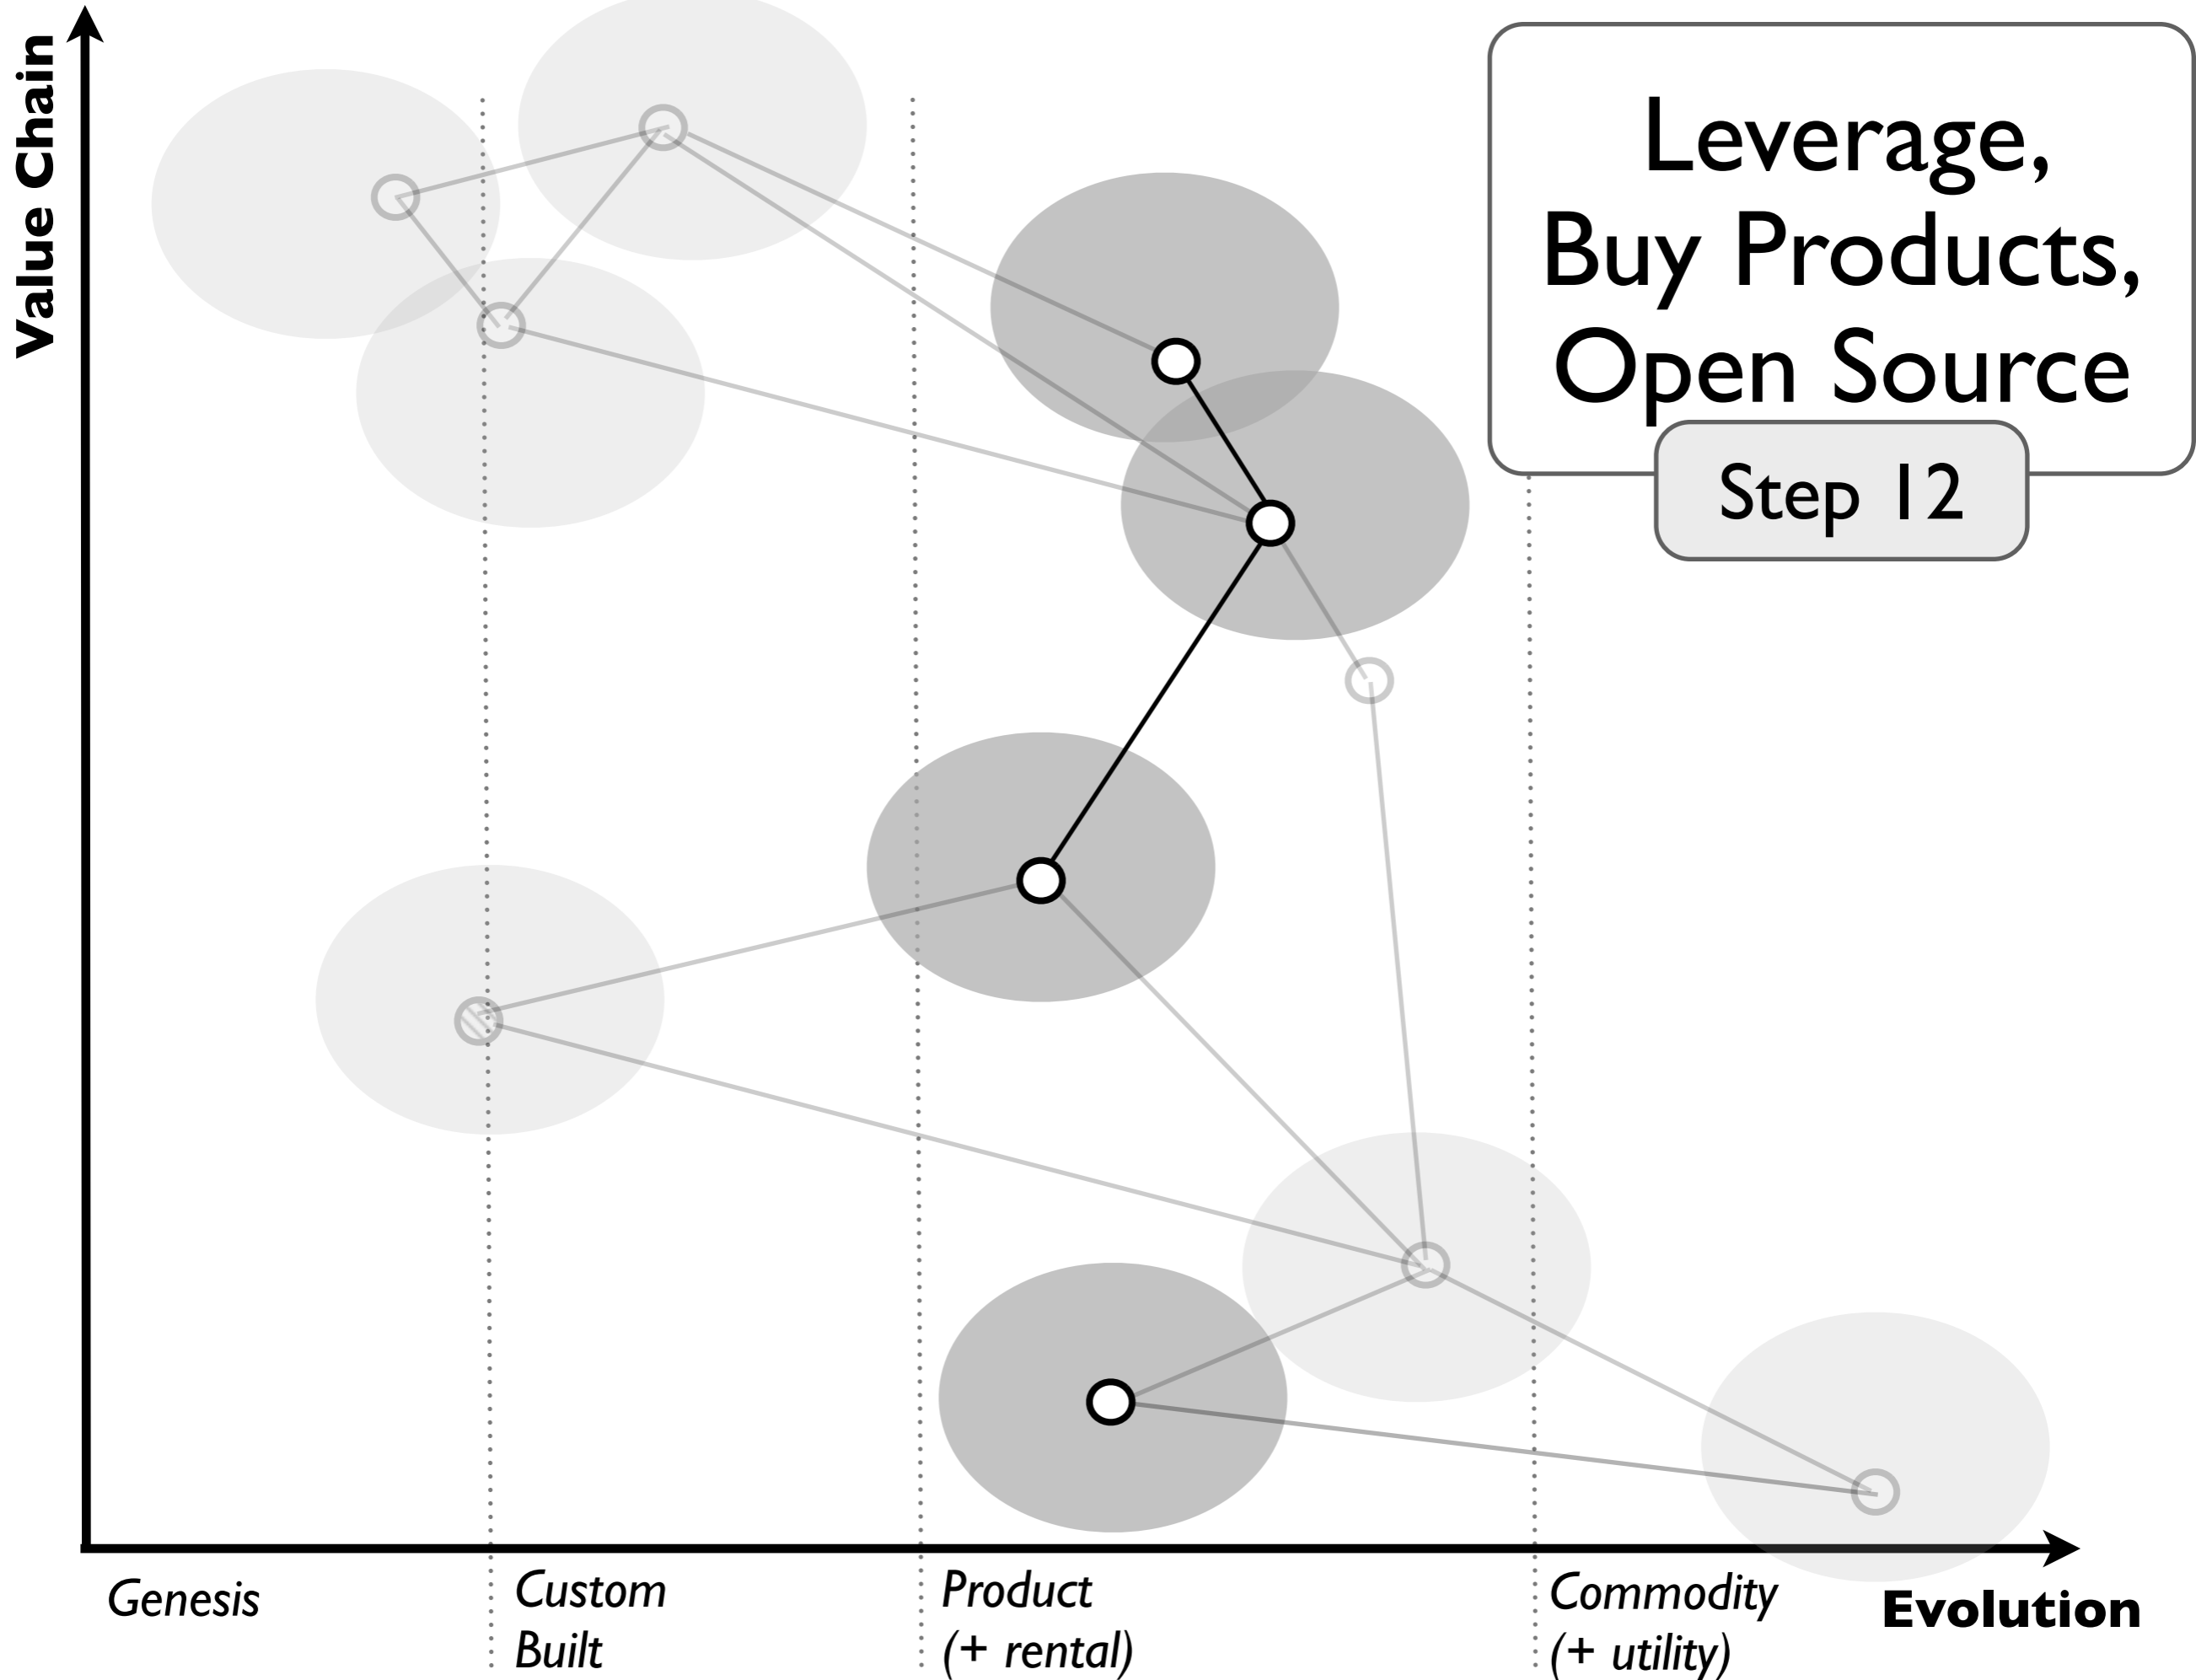 Value Chain
Leverage,
Buy Products,
Open Source
Step 12
Genesis
Custom
Built
Product
(+ rental)
Commodity
(+ utility)
Evolution